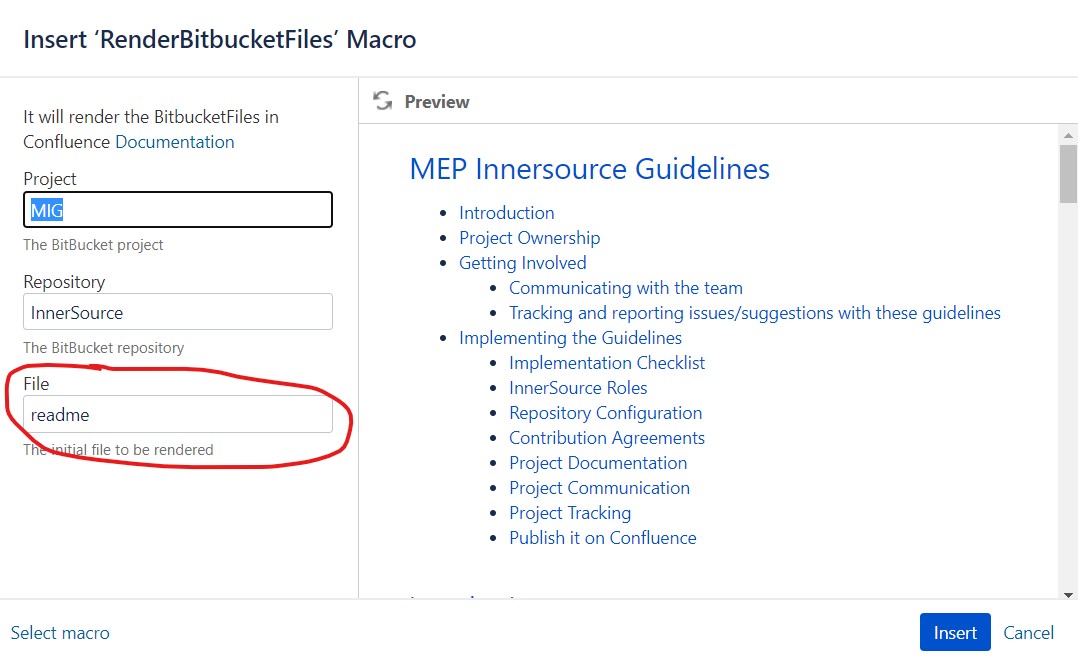 Insert ‘RenderBitbucketFiles’ Macro
It will render the BitbucketFiles in
Confluence Documentation
Project
MIG
The BitBucket project
Repository
InnerSource
The BitBucket repository
File
readme
The initial file to be rendered
Preview
MEP Innersource Guidelines
Introduction
Project Ownership
Getting Involved
Communicating with the team
Tracking and reporting issues/suggestions with these guidelines
Implementing the Guidelines
Implementation Checklist
InnerSource Roles
Repository Configuration
Contribution Agreements
Project Documentation
Project Communication
Project Tracking
Publish it on Confluence
Select macro
Insert
Cancel